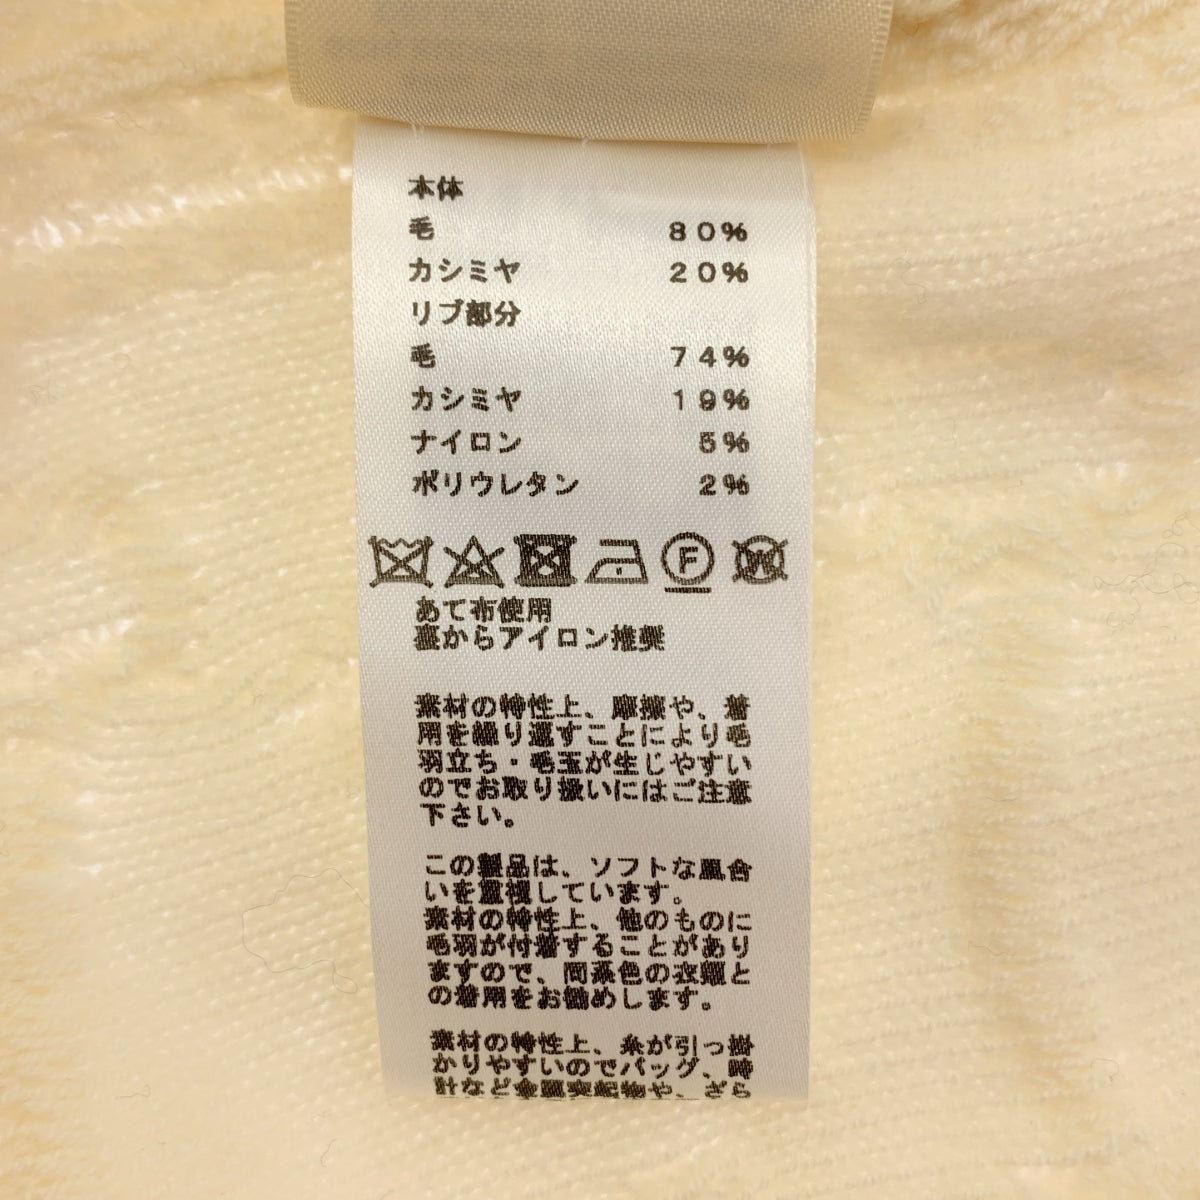 本体
毛 80%
カシミヤ 20%
リブ部分
毛 74%
カシミヤ 19%
ナイロン 5%
ポリウレタン 2%
F W
あて布使用
裏からアイロン推奨
素材の特性上、摩擦や、着
用を繰り返すことにより毛
羽立ち・毛玉が生じやすい
のでお取り扱いにはご注意
下さい。
この製品は、ソフトな風合
いを重視しています。
素材の特性上、他のものに
毛羽が付着することがあり
ますので、同系色の衣類と
の着用をお勧めします。
素材の特性上、糸が引っ掛
かりやすいのでバッグ、時
計など金属突起物や、ざら